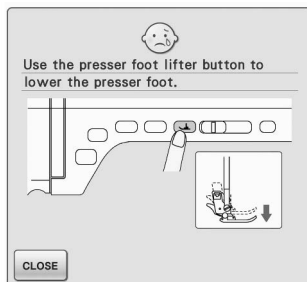 Use the presser foot lifter button to
lower the presser foot.
CLOSE